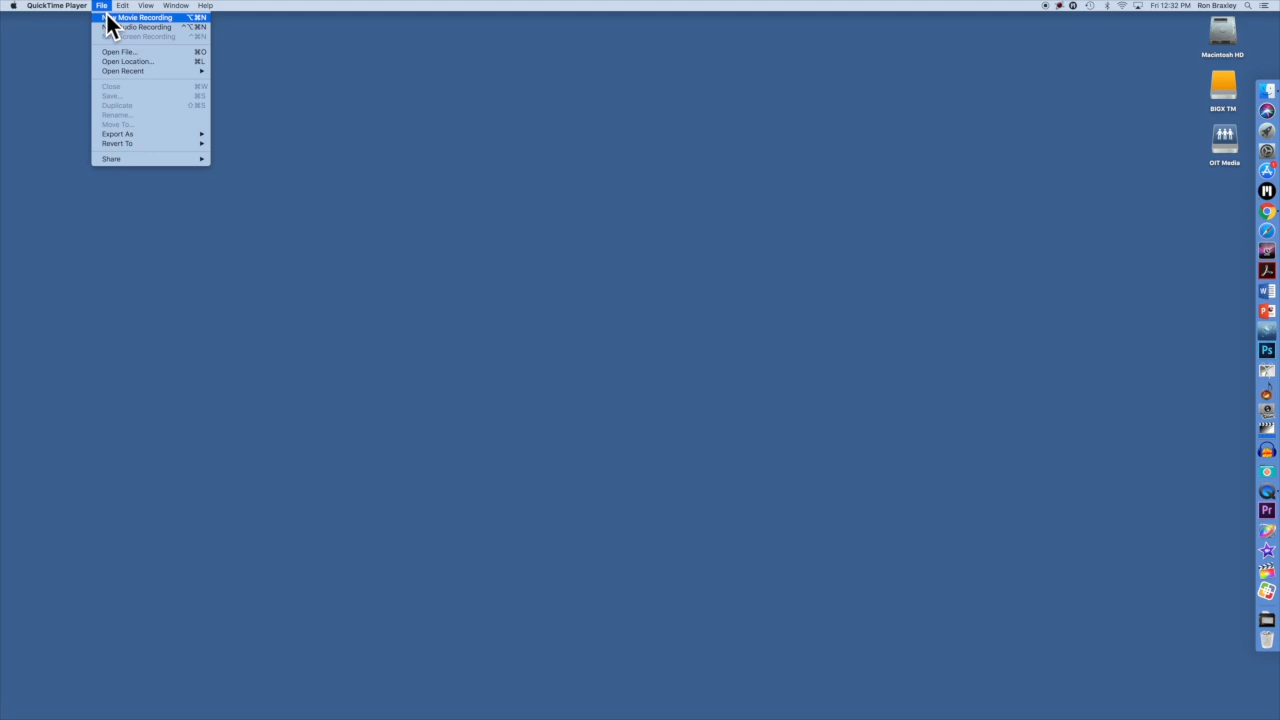 QuickTime Player File Edit View Window Help Fri 12:32 PM Ron Braxley
Movie Recording ⌥⌘N
Recording ^⌥⌘N
Recording ^⌘N
Open File... ⌘O
Open Location... ⌘L
Open Recent
Close ⌘W
Save... ⌘S
Duplicate ⇧⌘S
Rename...
Move To...
Export As
Revert To
Share
Macintosh HD
BIGX TM
OIT Media
Ps
Pr